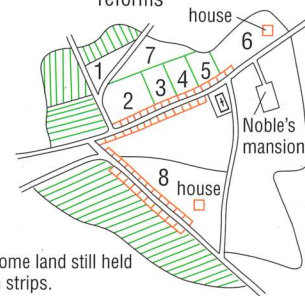 reforms
house
6
7
1
5
4
3
2
Noble's
mansion
8
house
ome land still held
strips.